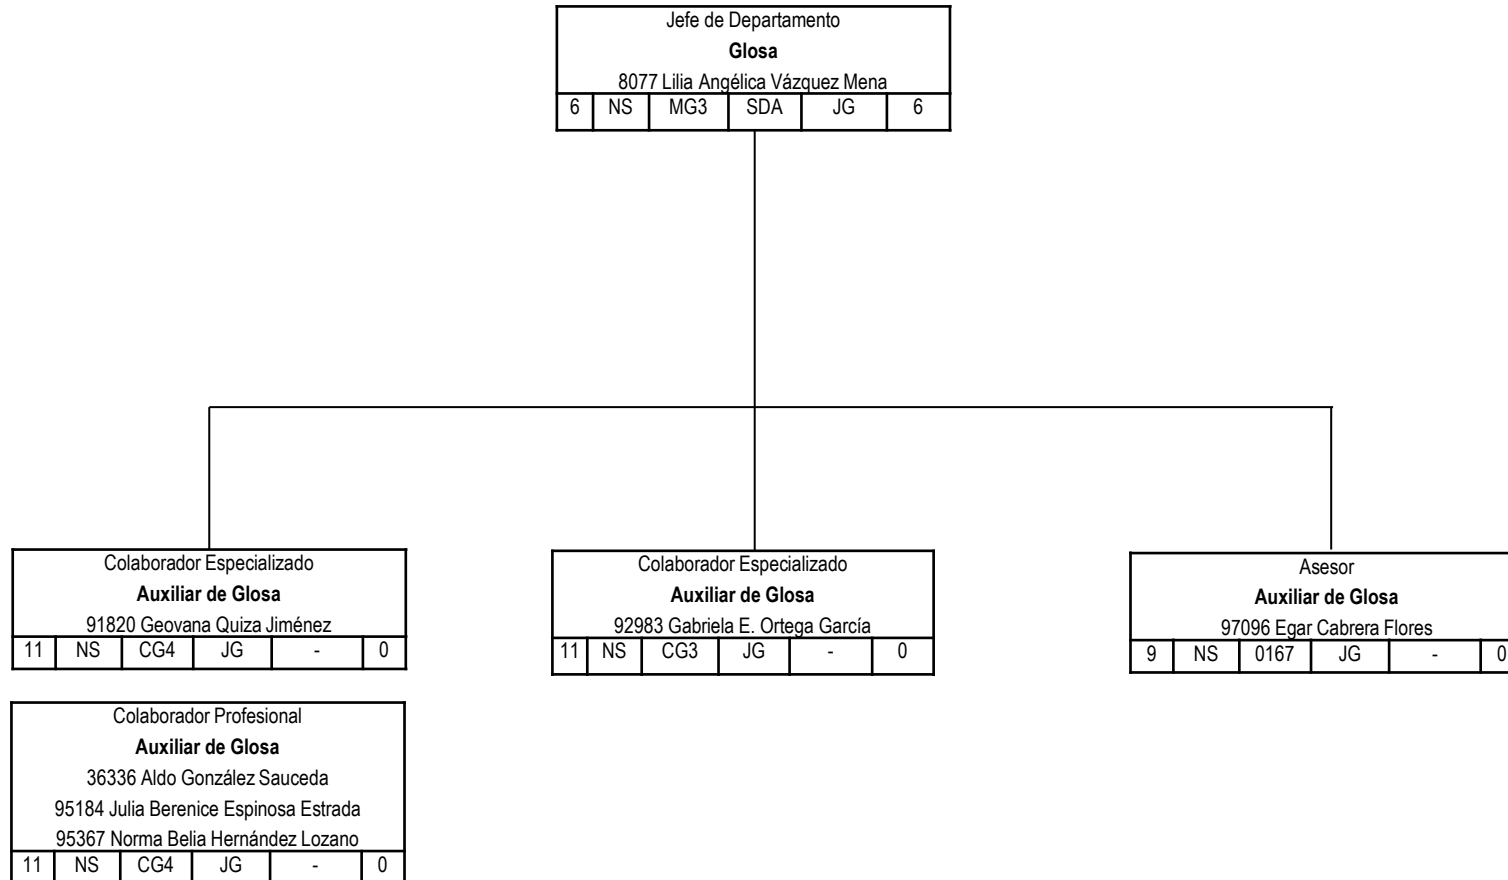 Jefe de Departamento
Glosa
8077 Lilia Angélica Vázquez Mena
6 NS MG3 SDA JG 6
Colaborador Especializado
Auxiliar de Glosa
91820 Geovana Quiza Jiménez
11 NS CG4 JG - 0
Colaborador Especializado
Auxiliar de Glosa
92983 Gabriela E. Ortega García
11 NS CG3 JG - 0
Asesor
Auxiliar de Glosa
97096 Egar Cabrera Flores
9 NS 0167 JG - 0
Colaborador Profesional
Auxiliar de Glosa
36336 Aldo González Sauceda
95184 Julia Berenice Espinosa Estrada
95367 Norma Belia Hernández Lozano
11 NS CG4 JG - 0